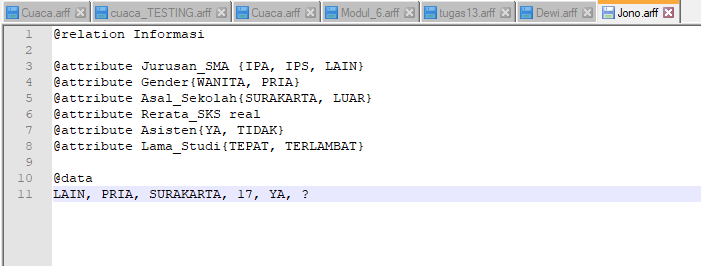 Cuaca.arff cuaca_TESTING.arff Cuaca.arff Modul_6.arff tugas13.arff Dewi.arff Jono.arff
1 @relation Informasi
2
3 @attribute Jurusan_SMA {IPA, IPS, LAIN}
4 @attribute Gender{WANITA, PRIA}
5 @attribute Asal_Sekolah{SURAKARTA, LUAR}
6 @attribute Rerata_SKS real
7 @attribute Asisten{YA, TIDAK}
8 @attribute Lama_Studi{TEPAT, TERLAMBAT}
9
10 @data
11 LAIN, PRIA, SURAKARTA, 17, YA, ?